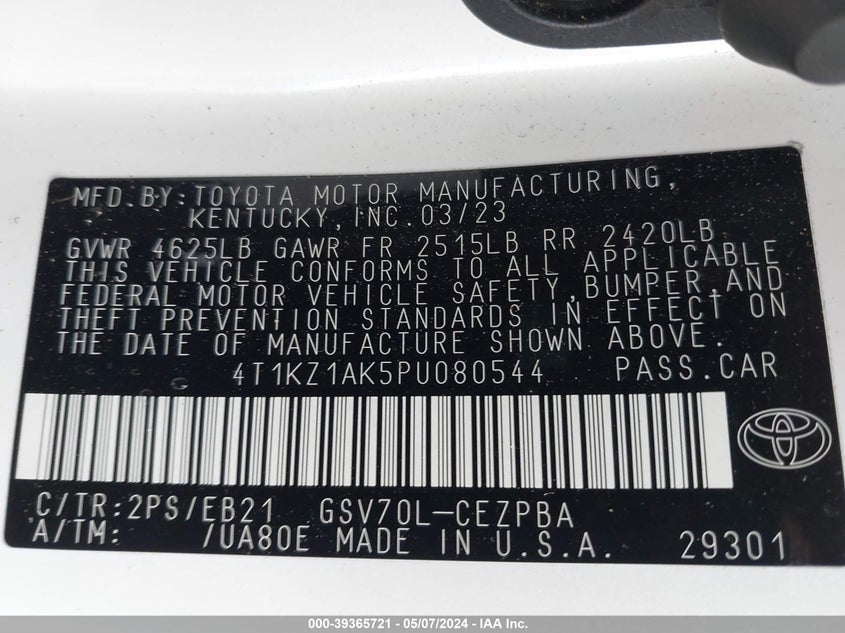 MFD.BY:TOYOTA MOTOR MANUFACTURING,
KENTUCKY,INC.03/23
GVWR 4625LB GAWR FR 2515LB RR 2420LB
THIS VEHICLE CONFORMS TO ALL APPLICABLE
FEDERAL MOTOR VEHICLE SAFETY,BUMPER,AND
THEFT PREVENTION STANDARDS IN EFFECT ON
THE DATE OF MANUFACTURE SHOWN ABOVE.
4T1KZ1AK5PU080544 PASS.CAR
C/TR:2PS/EB21 GSV70L-CEZPBA
A/TM: /UA80E MADE IN U.S.A. 29301
000-39365721 - 05/07/2024 - IAA, Inc.